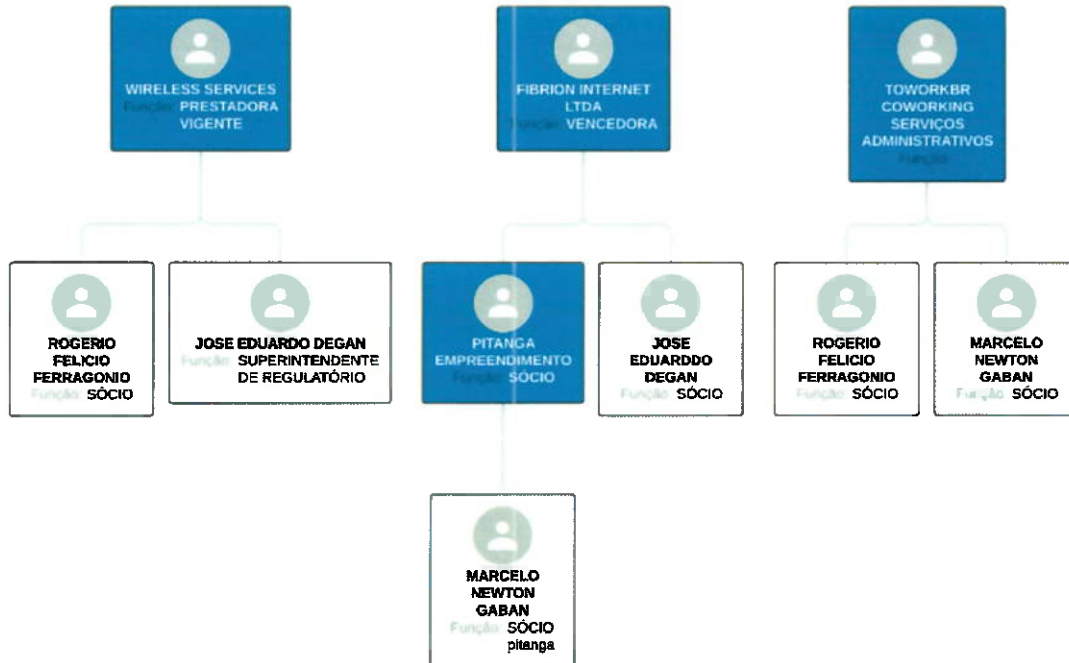 WIRELESS SERVICES
Função: PRESTADORA
VIGENTE
FIBRION INTERNET
LTDA
Função: VENCEDORA
TOWORKBR
COWORKING
SERVIÇOS
ADMINISTRATIVOS
Função:
ROGERIO
FELICIO
FERRAGONIO
Função: SÓCIO
JOSE EDUARDO DEGAN
Função: SUPERINTENDENTE
DE REGULATÓRIO
PITANGA
EMPREENDIMENTO
Função: SÓCIO
JOSE
EDUARDDO
DEGAN
Função: SÓCIO
ROGERIO
FELICIO
FERRAGONIO
Função: SÓCIO
MARCELO
NEWTON
GABAN
Função: SÓCIO
MARCELO
NEWTON
GABAN
Função: SÓCIO
pitanga